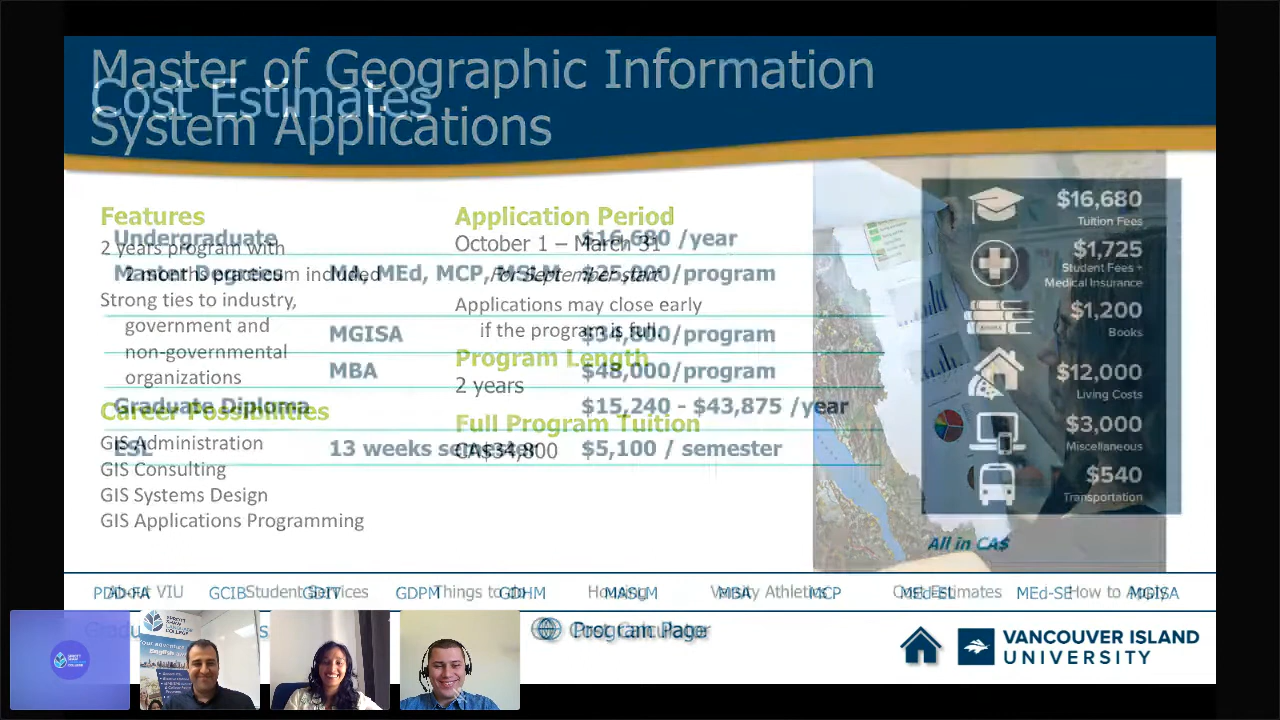 Master of Geographic Information
Cost Estimates
System Applications
Features
2 years program with
2 months practicum included
Strong ties to industry,
government and
non-governmental
organizations
Career Possibilities
GIS Administration
GIS Consulting
GIS Systems Design
GIS Applications Programming
Application Period
October 1 – March 31
For September start
Applications may close early
if the program is full.
Program Length
2 years
Full Program Tuition
CA$34,800
Undergraduate $16,680 /year
Master Degrees MA, MEd, MCP, MSLM $25,000/program
MGISA $34,800/program
MBA $48,000/program
Graduate Diploma $15,240 - $43,875 /year
ESL 13 weeks semester $5,100 / semester
$16,680
Tuition Fees
$1,725
Student Fees +
Medical Insurance
$1,200
Books
$12,000
Living Costs
$3,000
Miscellaneous
$540
Transportation
All in CA$
About VIU Student Services Things to do Housing Varsity Athletics Cost Estimates How to Apply
PDD-FA GCIB GDIT GDPM GDHM MASLM MBA MCP MEd-EL MEd-SE MGISA
Program Page
Cost Calculator
VANCOUVER ISLAND
UNIVERSITY